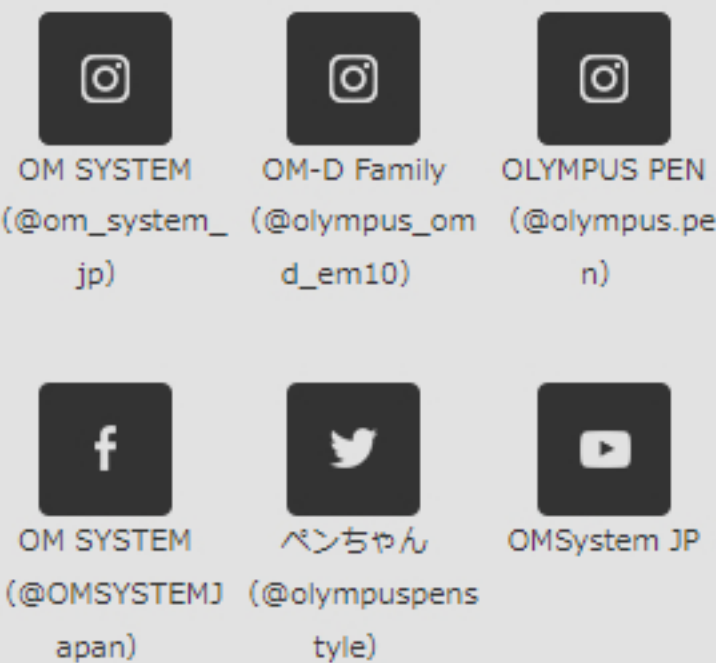 OM SYSTEM
（@om_system_
jp）
OM-D Family
（@olympus_om
d_em10）
OLYMPUS PEN
（@olympus.pe
n）
OM SYSTEM
（@OMSYSTEMJ
apan）
ペンちゃん
（@olympuspens
tyle）
OMSystem JP